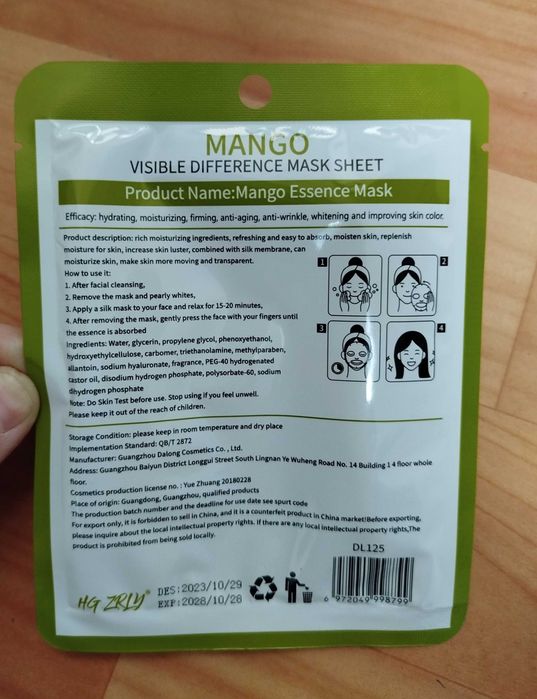 MANGO
VISIBLE DIFFERENCE MASK SHEET
Product Name:Mango Essence Mask
Efficacy: hydrating, moisturizing, firming, anti-aging, anti-wrinkle, whitening and improving skin color.
Product description: rich moisturizing ingredients, refreshing and easy to absorb, moisten skin, replenish
moisture for skin, increase skin luster, combined with silk membrane, can
moisturize skin, make skin more moving and transparent.
How to use it:
1. After facial cleansing,
2. Remove the mask and pearly whites,
3. Apply a silk mask to your face and relax for 15-20 minutes,
4. After removing the mask, gently press the face with your fingers until
the essence is absorbed
Ingredients: Water, glycerin, propylene glycol, phenoxyethanol,
hydroxyethylcellulose, carbomer, triethanolamine, methylparaben,
allantoin, sodium hyaluronate, fragrance, PEG-40 hydrogenated
castor oil, disodium hydrogen phosphate, polysorbate-60, sodium
dihydrogen phosphate
Note: Do Skin Test before use. Stop using if you feel unwell.
Please keep it out of the reach of children.
1
2
3
4
Storage Condition: please keep in room temperature and dry place
Implementation Standard: QB/T 2872
Manufacturer: Guangzhou Dalong Cosmetics Co. , Ltd.
Address: Guangzhou Baiyun District Longgui Street South Lingnan Ye Wuheng Road No. 14 Building 1 4 floor whole
floor.
Cosmetics production license no. : Yue Zhuang 20180228
Place of origin: Guangdong, Guangzhou, qualified products
The production batch number and the deadline for use date see spurt code
For export only, it is forbidden to sell in China, and it is a counterfeit product in China market!Before exporting,
please inquire about the local intellectual property rights. if there are any local intellectual property rights,The
product is prohibited from being sold locally.
DL125
HG ZRLY®
DES:2023/10/29
EXP:2028/10/28
6 972049 998799